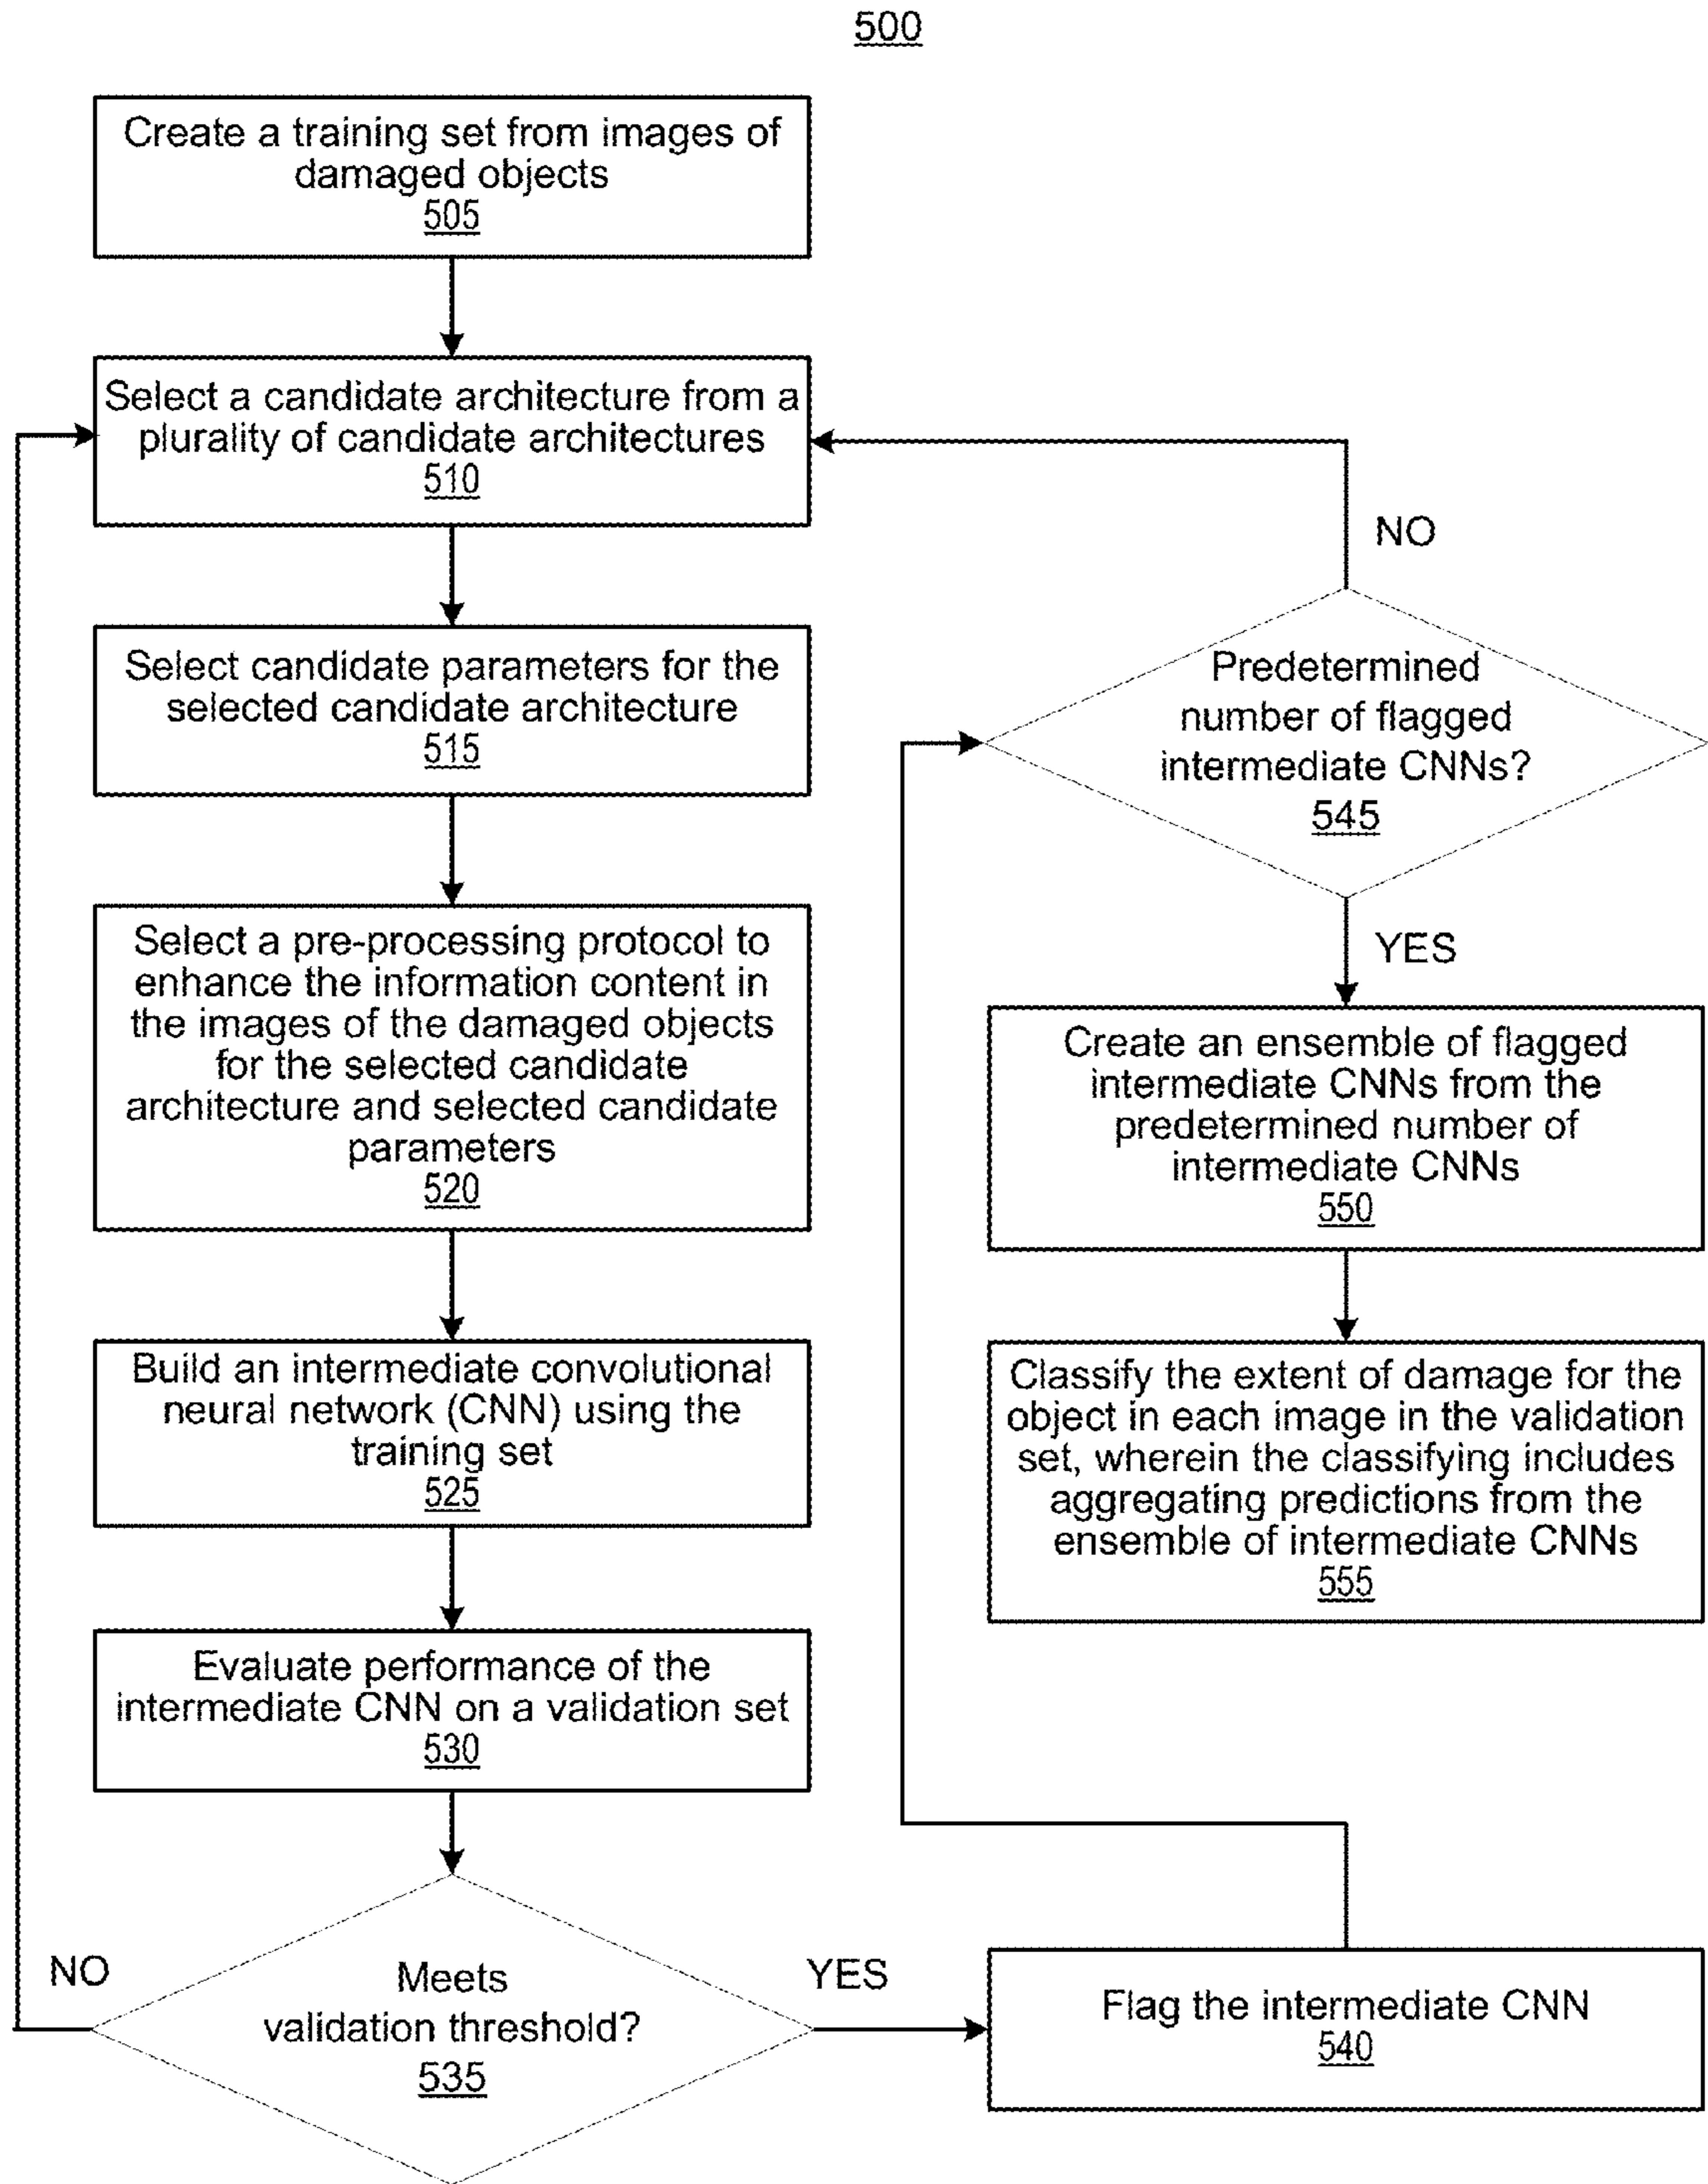 500
Create a training set from images of
damaged objects
505
Select a candidate architecture from a
plurality of candidate architectures
510
Select candidate parameters for the
selected candidate architecture
515
Select a pre-processing protocol to
enhance the information content in
the images of the damaged objects
for the selected candidate
architecture and selected candidate
parameters
520
Build an intermediate convolutional
neural network (CNN) using the
training set
525
Evaluate performance of the
intermediate CNN on a validation set
530
NO
Meets
validation threshold?
535
YES
Flag the intermediate CNN
540
NO
Predetermined
number of flagged
intermediate CNNs?
545
YES
Create an ensemble of flagged
intermediate CNNs from the
predetermined number of
intermediate CNNs
550
Classify the extent of damage for the
object in each image in the validation
set, wherein the classifying includes
aggregating predictions from the
ensemble of intermediate CNNs
555